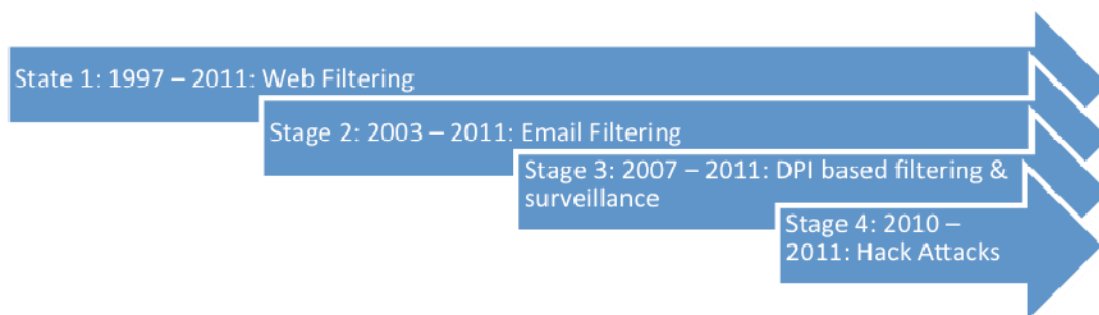 State 1: 1997 – 2011: Web Filtering
Stage 2: 2003 – 2011: Email Filtering
Stage 3: 2007 – 2011: DPI based filtering &
surveillance
Stage 4: 2010 –
2011: Hack Attacks